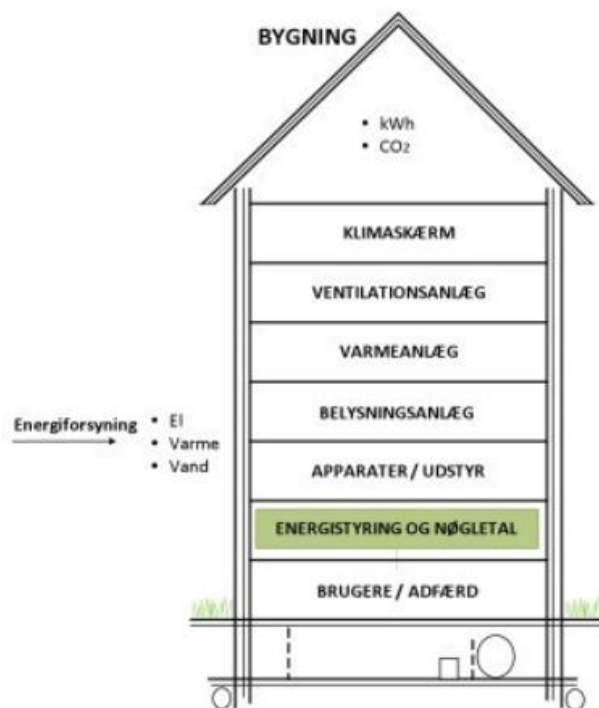 BYGNING
• kWh
• CO₂
KLIMASKÆRM
VENTILATIONSANLÆG
VARMEANLÆG
BELYSNINGSANLÆG
Energiforsyning
• El
• Varme
• Vand
APPARATER / UDSTYR
ENERGISTYRING OG NØGLETAL
BRUGERE / ADFÆRD